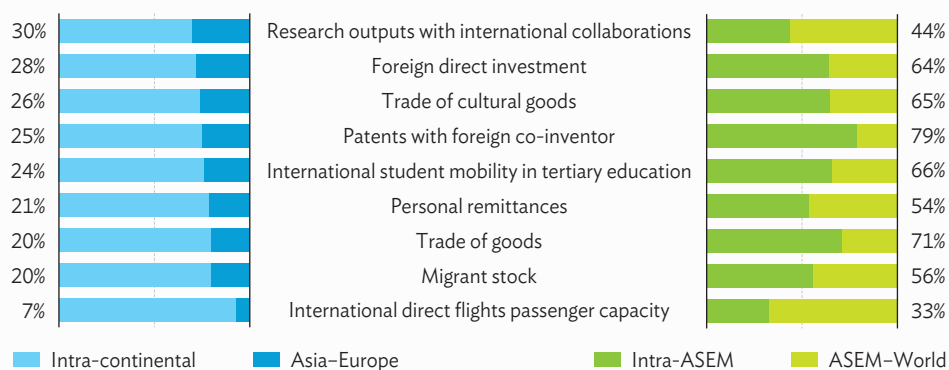 30% Research outputs with international collaborations 44%
28% Foreign direct investment 64%
26% Trade of cultural goods 65%
25% Patents with foreign co-inventor 79%
24% International student mobility in tertiary education 66%
21% Personal remittances 54%
20% Trade of goods 71%
20% Migrant stock 56%
7% International direct flights passenger capacity 33%
Intra-continental Asia–Europe Intra-ASEM ASEM–World